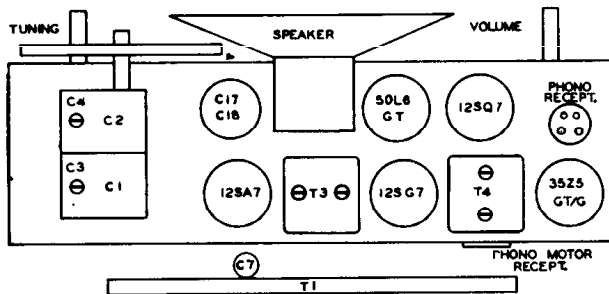 TUNING
SPEAKER
VOLUME
C4
C2
C17
C18
50L6
GT
12SQ7
PHONO
RECEPT.
C3
C1
12SA7
T3
12SG7
T4
35Z5
GT/G
C7
PHONO MOTOR
RECEPT.
T1